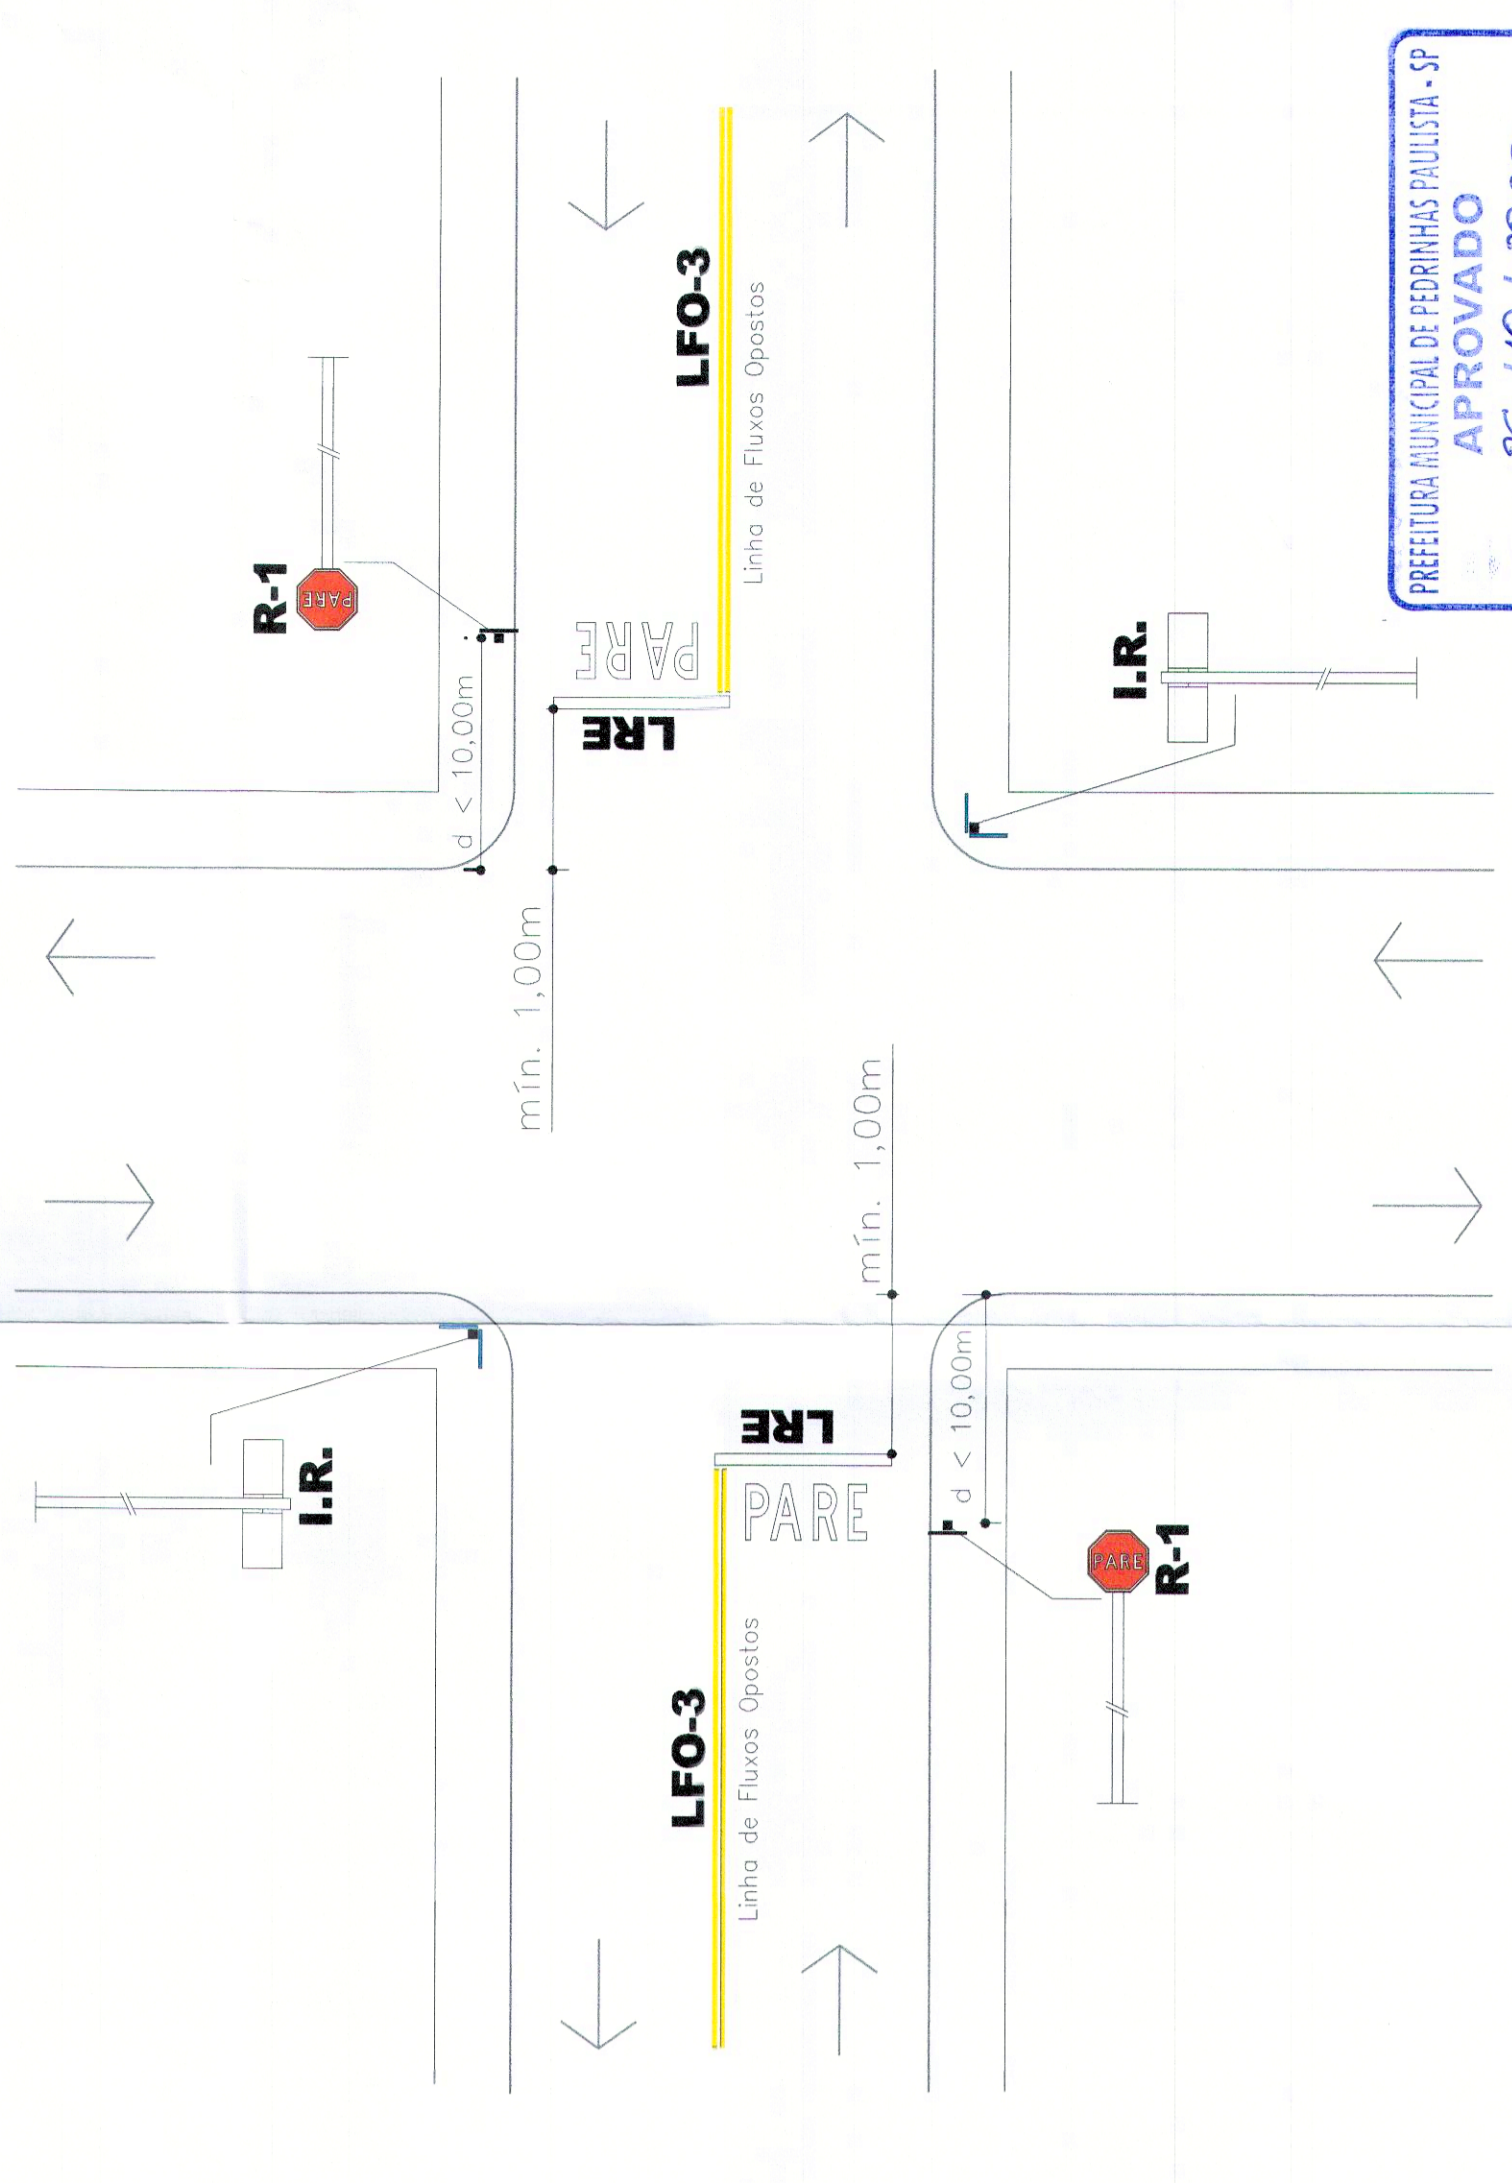 R-1
PARE
d < 10,00m
LFO-3
Linha de Fluxos Opostos
PARE
LRE
mín. 1,00m
I.R.
I.R.
mín. 1,00m
LRE
PARE
d < 10,00m
LFO-3
Linha de Fluxos Opostos
PARE
R-1
PREFEITURA MUNICIPAL DE PEDRINHAS PAULISTA - SP
APROVADO